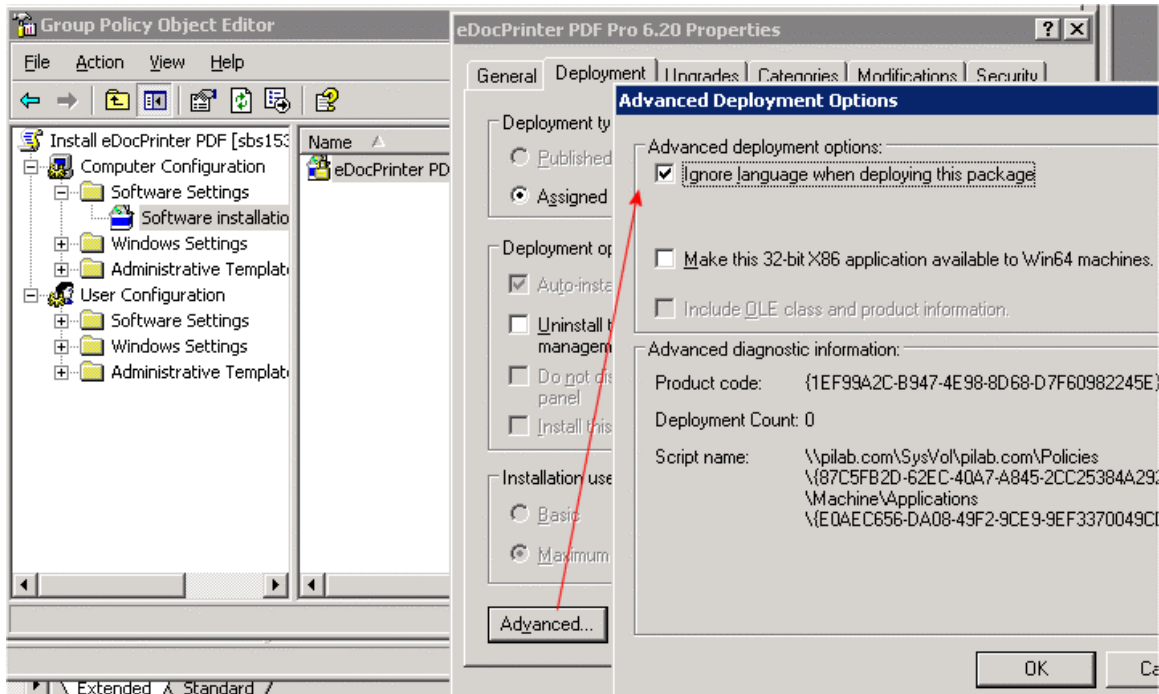 Group Policy Object Editor
File Action View Help
Install eDocPrinter PDF [sbs153
Computer Configuration
Software Settings
Software installatio
Windows Settings
Administrative Templat
User Configuration
Software Settings
Windows Settings
Administrative Templat
Name
eDocPrinter PD
Extended Standard
eDocPrinter PDF Pro 6.20 Properties
General Deployment Upgrades Categories Modifications Security
Deployment ty
Published
Assigned
Deployment op
Auto-insta
Uninstall t
managem
Do not dis
panel
Install this
Installation use
Basic
Maximum
Advanced...
Advanced Deployment Options
Advanced deployment options:
Ignore language when deploying this package
Make this 32-bit X86 application available to Win64 machines.
Include OLE class and product information.
Advanced diagnostic information:
Product code: {1EF99A2C-B947-4E98-8D68-D7F60982245E}
Deployment Count: 0
Script name: \\pilab.com\SysVol\pilab.com\Policies
\{87C5FB2D-62EC-40A7-A845-2CC25384A292
\Machine\Applications
\{E0AEC656-DA08-49F2-9CE9-9EF3370049CD
OK Ca